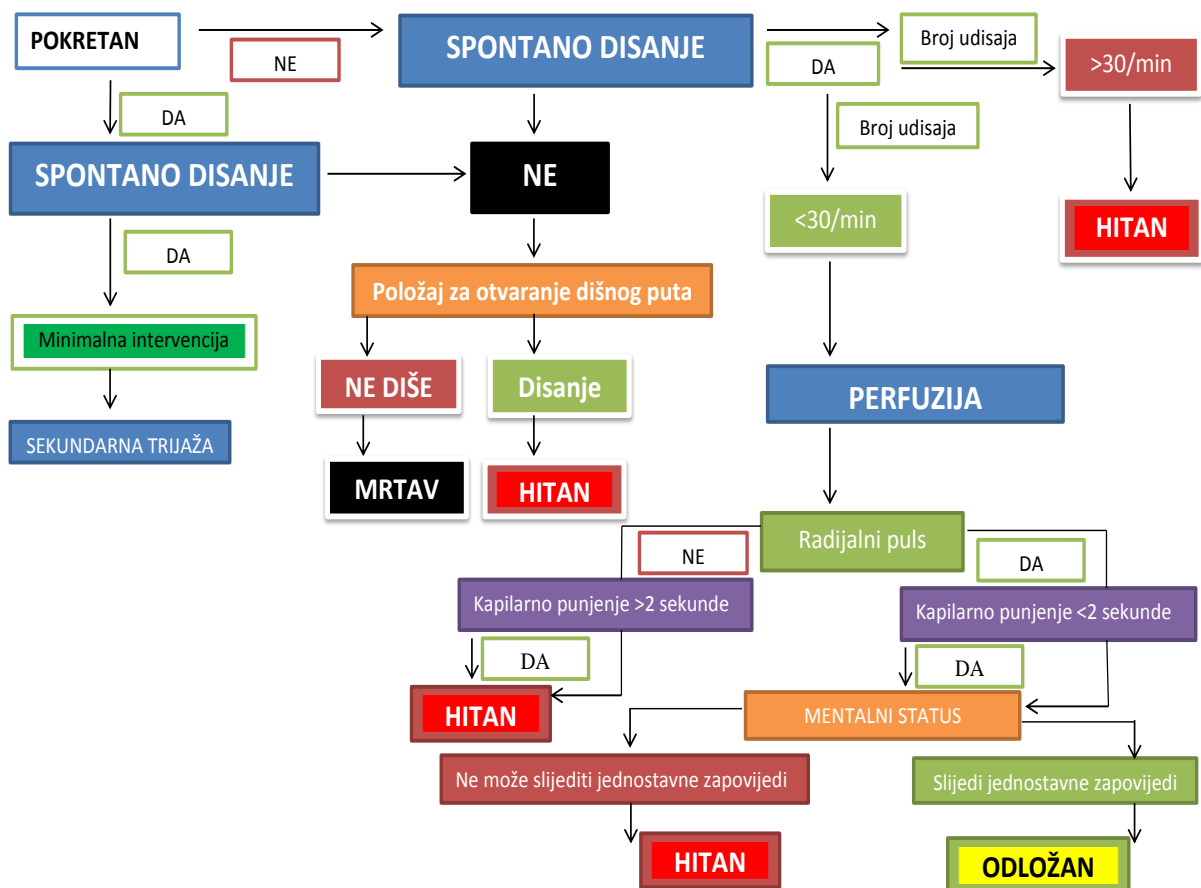 POKRETAN
NE
SPONTANO DISANJE
DA
Broj udisaja
>30/min
DA
Broj udisaja
SPONTANO DISANJE
NE
<30/min
HITAN
DA
Položaj za otvaranje dišnog puta
Minimalna intervencija
NE DIŠE
Disanje
PERFUZIJA
SEKUNDARNA TRIJAŽA
MRTAV
HITAN
Radijalni puls
NE
DA
Kapilarno punjenje >2 sekunde
Kapilarno punjenje <2 sekunde
DA
DA
HITAN
MENTALNI STATUS
Ne može slijediti jednostavne zapovijedi
Slijedi jednostavne zapovijedi
HITAN
ODLOŽAN